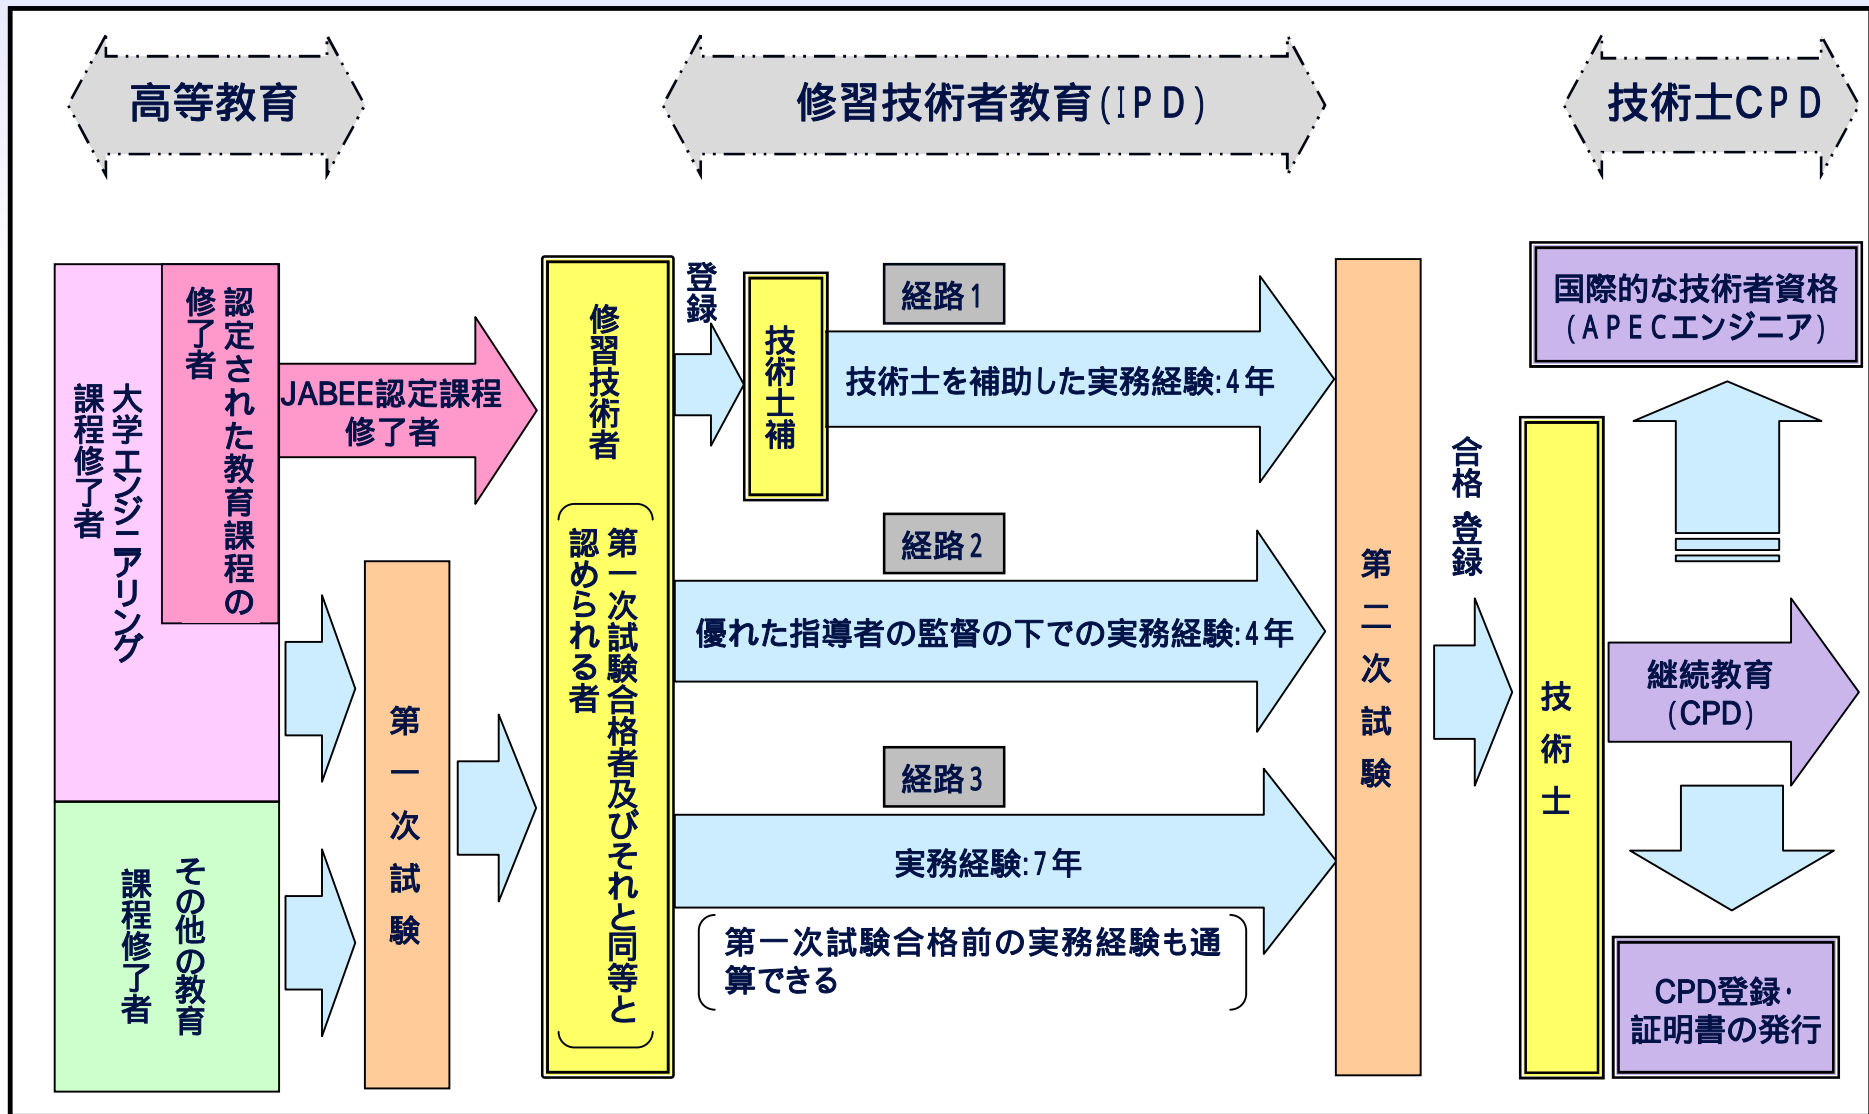 高等教育
修習技術者教育(IPD)
技術士CPD
認定された教育課程の
修了者
大学エンジニアリング
課程修了者
JABEE認定課程
修了者
その他の教育
課程修了者
第一次試験
修習技術者
第一次試験合格者及びそれと同等と
認められる者
登録
技術士補
経路1
技術士を補助した実務経験:4年
経路2
優れた指導者の監督の下での実務経験:4年
経路3
実務経験:7年
第一次試験合格前の実務経験も通
算できる
第二次試験
合格・登録
技術士
国際的な技術者資格
(APECエンジニア)
継続教育
(CPD)
CPD登録・
証明書の発行